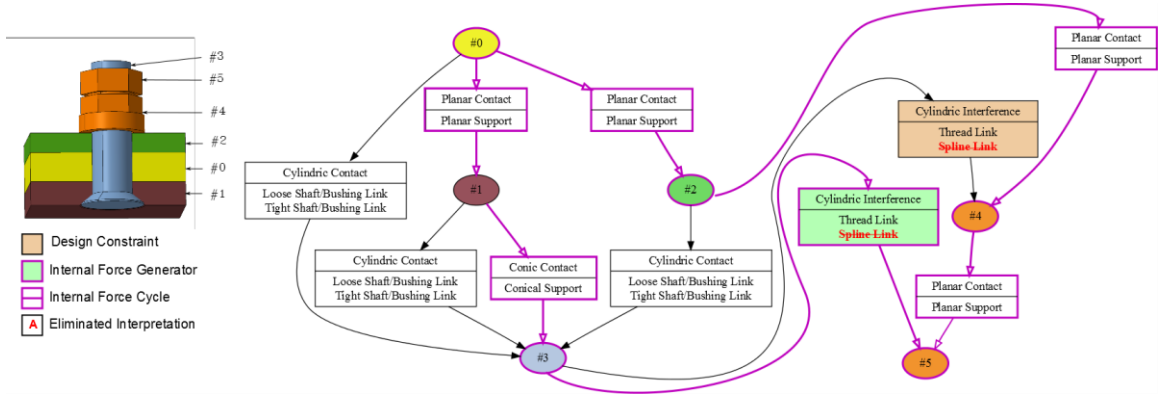 #3
#5
#4
#2
#0
#1
Design Constraint
Internal Force Generator
Internal Force Cycle
A
Eliminated Interpretation
#0
Planar Contact
Planar Support
Planar Contact
Planar Support
Planar Contact
Planar Support
Cylindric Interference
Thread Link
Spline Link
Cylindric Contact
Loose Shaft/Bushing Link
Tight Shaft/Bushing Link
#1
#2
Cylindric Interference
Thread Link
Spline Link
#4
Cylindric Contact
Loose Shaft/Bushing Link
Tight Shaft/Bushing Link
Conic Contact
Conical Support
Cylindric Contact
Loose Shaft/Bushing Link
Tight Shaft/Bushing Link
Planar Contact
Planar Support
#3
#5